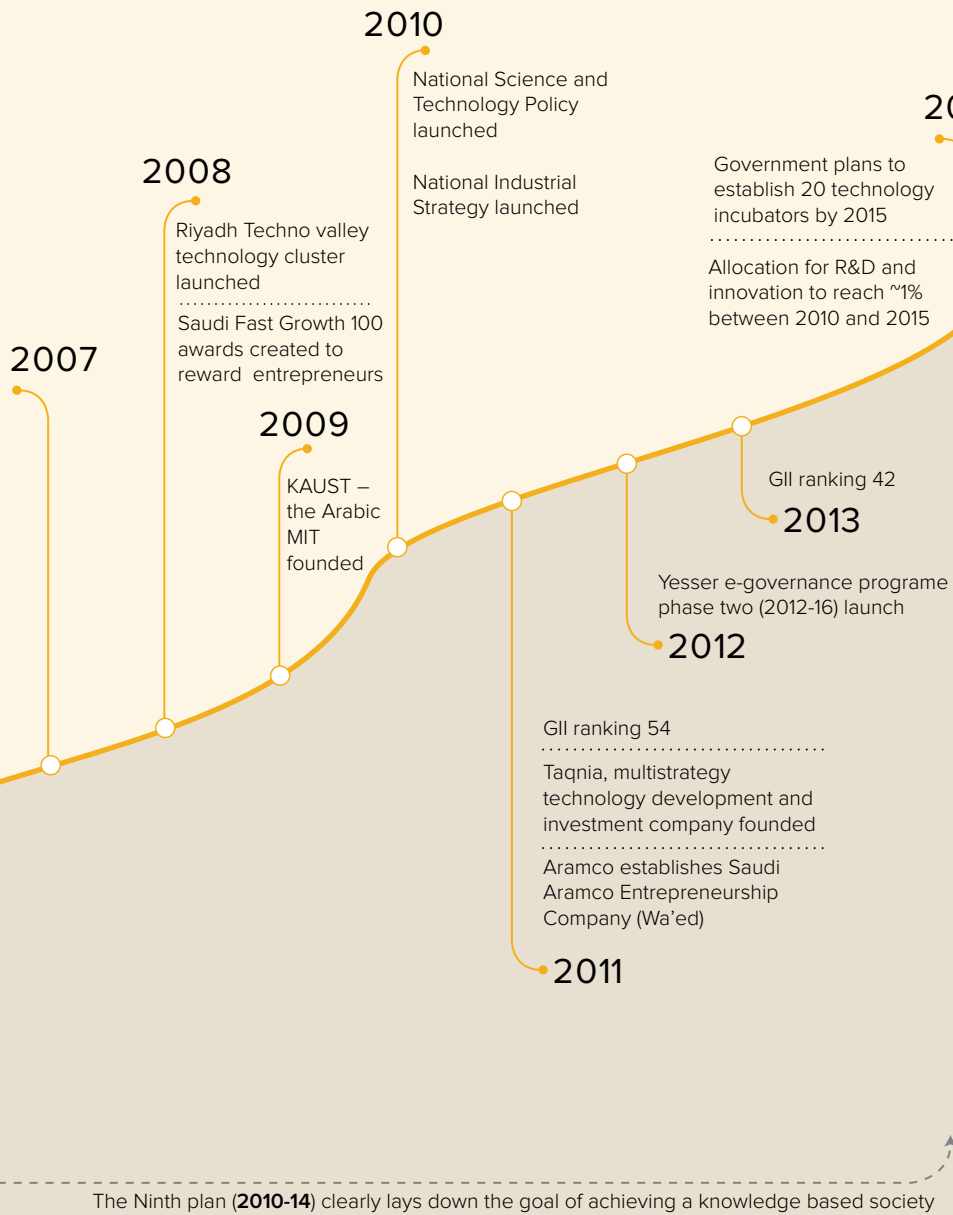 2007
2008
Riyadh Techno valley
technology cluster
launched
Saudi Fast Growth 100
awards created to
reward entrepreneurs
2009
KAUST –
the Arabic
MIT
founded
2010
National Science and
Technology Policy
launched
National Industrial
Strategy launched
GII ranking 54
Taqnia, multistrategy
technology development and
investment company founded
Aramco establishes Saudi
Aramco Entrepreneurship
Company (Wa’ed)
2011
Yesser e-governance programe
phase two (2012-16) launch
2012
GII ranking 42
2013
Government plans to
establish 20 technology
incubators by 2015
Allocation for R&D and
innovation to reach ~1%
between 2010 and 2015
The Ninth plan (2010-14) clearly lays down the goal of achieving a knowledge based society